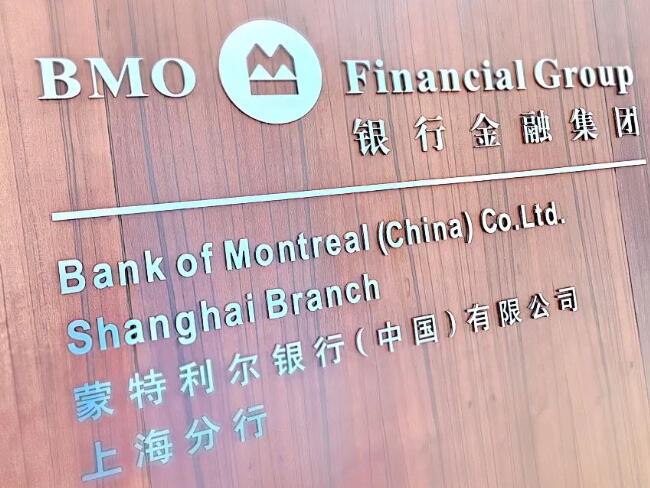 BMO Financial Group
银行金融集团
Bank of Montreal (China) Co.Ltd.
Shanghai Branch
蒙特利尔银行(中国)有限公司
上海分行